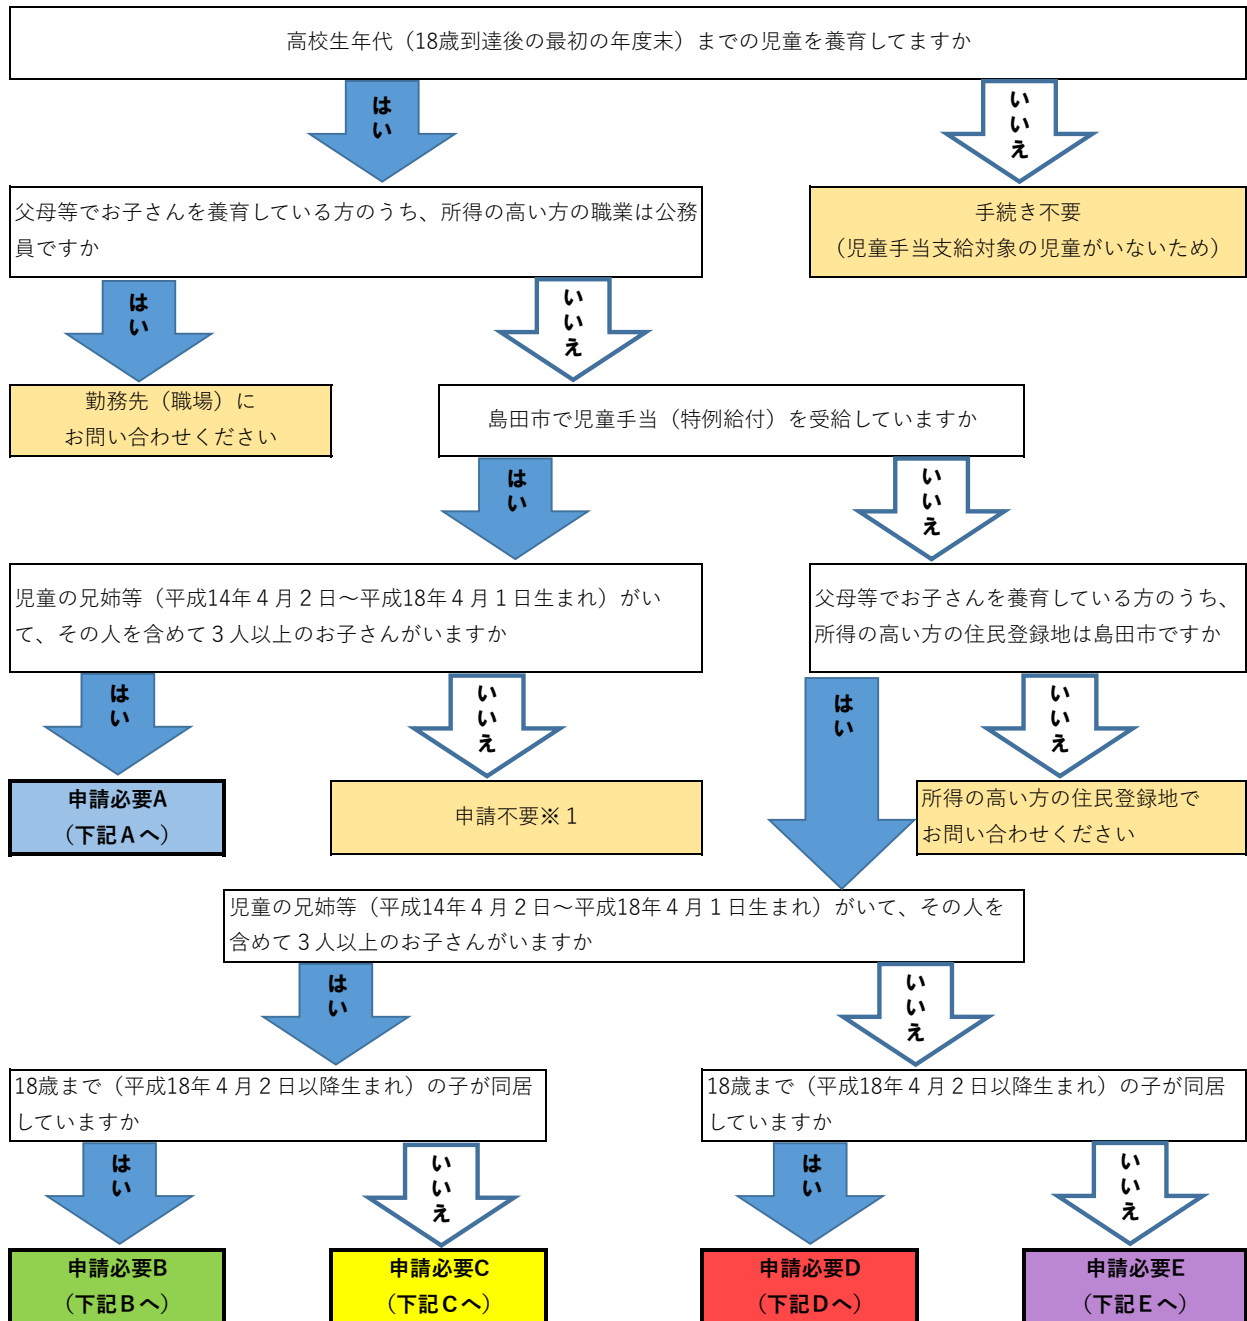 高校生年代（18歳到達後の最初の年度末）までの児童を養育してますか
はい
いいえ
父母等でお子さんを養育している方のうち、所得の高い方の職業は公務
員ですか
手続き不要
（児童手当支給対象の児童がいないため）
はい
いいえ
勤務先（職場）に
お問い合わせください
島田市で児童手当（特例給付）を受給していますか
はい
いいえ
児童の兄姉等（平成14年４月２日～平成18年４月１日生まれ）がい
て、その人を含めて３人以上のお子さんがいますか
父母等でお子さんを養育している方のうち、
所得の高い方の住民登録地は島田市ですか
はい
いいえ
はい
いいえ
申請必要A
（下記Ａへ）
申請不要※１
所得の高い方の住民登録地で
お問い合わせください
児童の兄姉等（平成14年４月２日～平成18年４月１日生まれ）がいて、その人を
含めて３人以上のお子さんがいますか
はい
いいえ
18歳まで（平成18年４月２日以降生まれ）の子が同居
していますか
18歳まで（平成18年４月２日以降生まれ）の子が同居
していますか
はい
いいえ
はい
いいえ
申請必要B
（下記Ｂへ）
申請必要C
（下記Ｃへ）
申請必要D
（下記Ｄへ）
申請必要E
（下記Ｅへ）